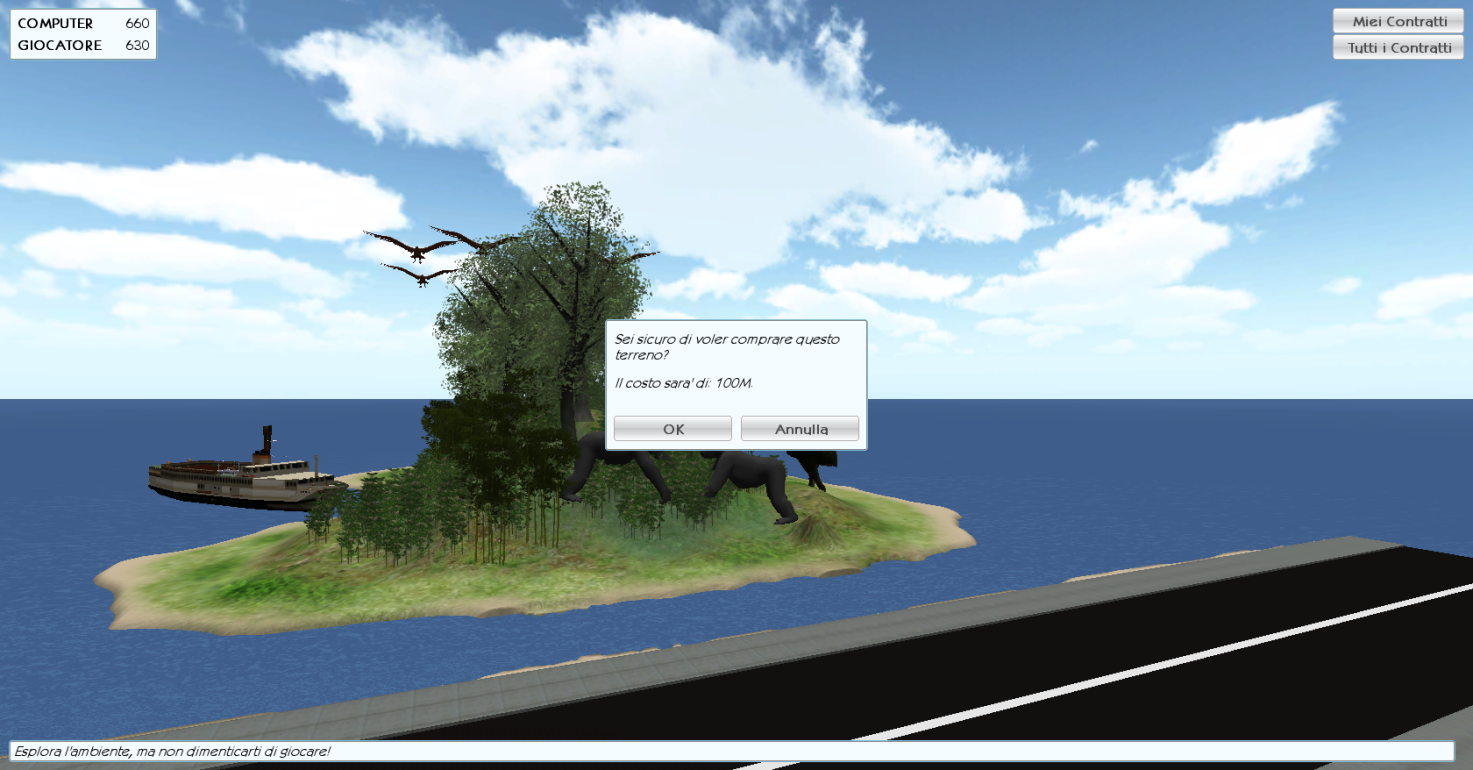 COMPUTER 660
GIOCATORE 630
Miei Contratti
Tutti i Contratti
Sei sicuro di voler comprare questo
terreno?
Il costo sara' di: 100M.
OK Annulla
Esplora l'ambiente, ma non dimenticarti di giocare!